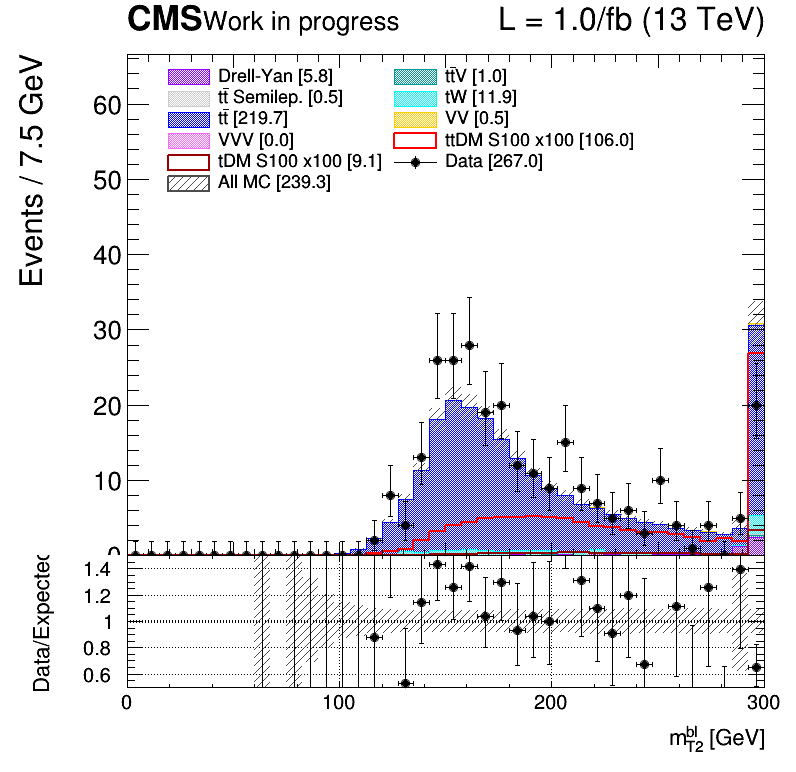 CMS Work in progress L = 1.0/fb (13 TeV)
Events / 7.5 GeV
Drell-Yan [5.8] tt̄V [1.0]
tt̄ Semilep. [0.5] tW [11.9]
tt̄ [219.7] VV [0.5]
VVV [0.0] ttDM S100 x100 [106.0]
tDM S100 x100 [9.1] Data [267.0]
All MC [239.3]
60
50
40
30
20
10
0
Data/Expected
1.4
1.2
1
0.8
0.6
0 100 200 300
m_{T2}^{bl} [GeV]